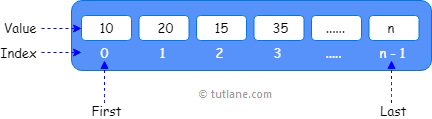 Value 10 20 15 35 ...... n
Index 0 1 2 3 ..... n - 1
© tutlane.com
First Last